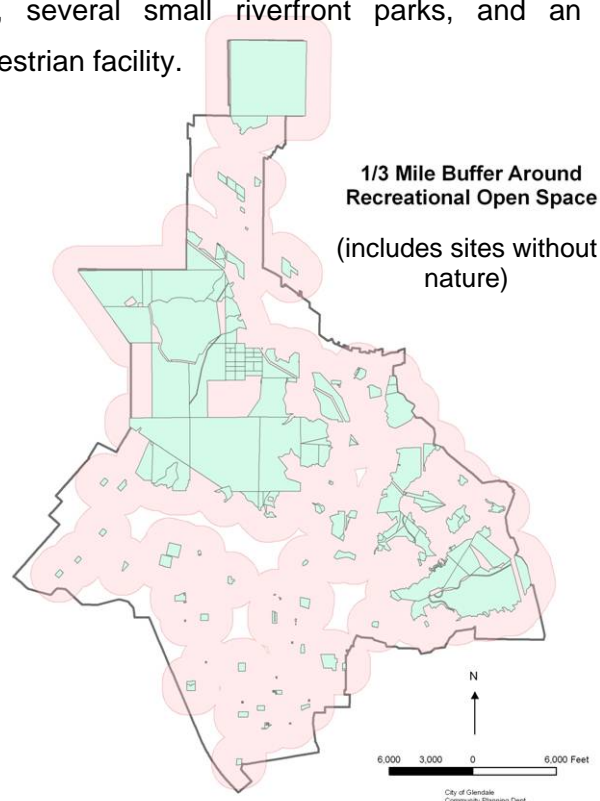 , several small riverfront parks, and an
estrian facility.
1/3 Mile Buffer Around
Recreational Open Space
(includes sites without
nature)
N
6,000 3,000 0 6,000 Feet
City of Glendale
Community Planning Dept